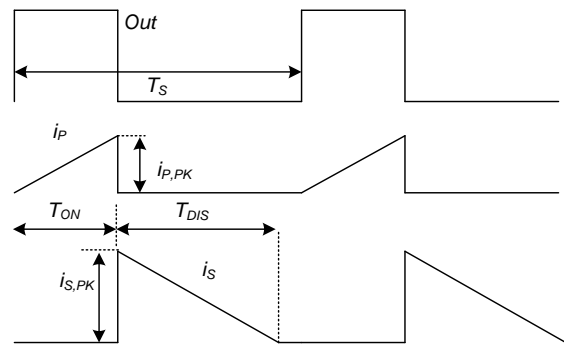 Out
T_S
i_P
i_P,PK
T_ON
T_DIS
i_S,PK
i_S